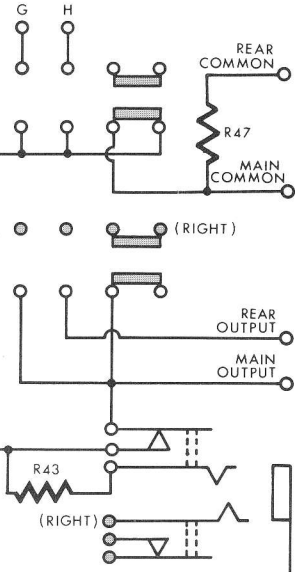 G H
REAR
COMMON
R47
MAIN
COMMON
(RIGHT)
REAR
OUTPUT
MAIN
OUTPUT
R43
(RIGHT)